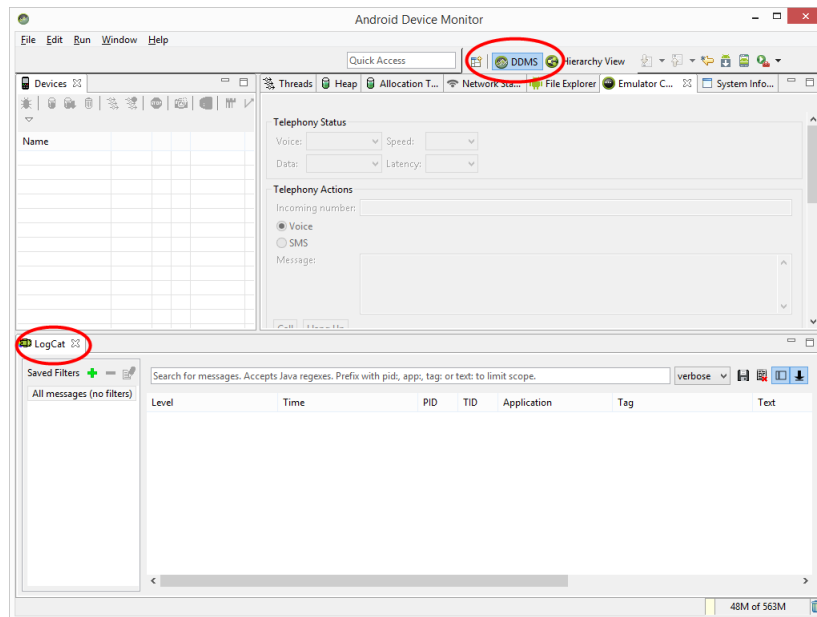 Android Device Monitor
File Edit Run Window Help
Quick Access DDMS Hierarchy View
Devices
Name
Threads Heap Allocation T... Network Sta... File Explorer Emulator C... System Info...
Telephony Status
Voice: Speed:
Data: Latency:
Telephony Actions
Incoming number:
Voice
SMS
Message:
Call Hang Up
LogCat
Saved Filters
All messages (no filters)
Search for messages. Accepts Java regexes. Prefix with pid:, app:, tag: or text: to limit scope. verbose
Level Time PID TID Application Tag Text
48M of 563M